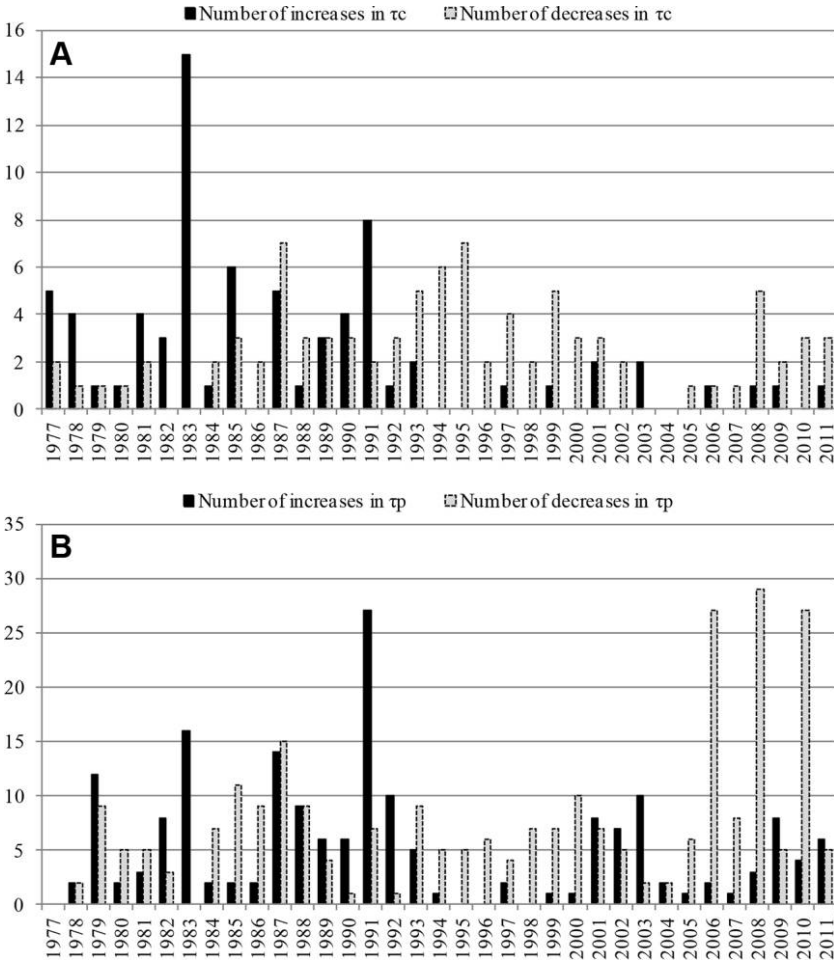 Number of increases in τc Number of decreases in τc
A
16
14
12
10
8
6
4
2
0
1977 1978 1979 1980 1981 1982 1983 1984 1985 1986 1987 1988 1989 1990 1991 1992 1993 1994 1995 1996 1997 1998 1999 2000 2001 2002 2003 2004 2005 2006 2007 2008 2009 2010 2011
Number of increases in τp Number of decreases in τp
B
35
30
25
20
15
10
5
0
1977 1978 1979 1980 1981 1982 1983 1984 1985 1986 1987 1988 1989 1990 1991 1992 1993 1994 1995 1996 1997 1998 1999 2000 2001 2002 2003 2004 2005 2006 2007 2008 2009 2010 2011